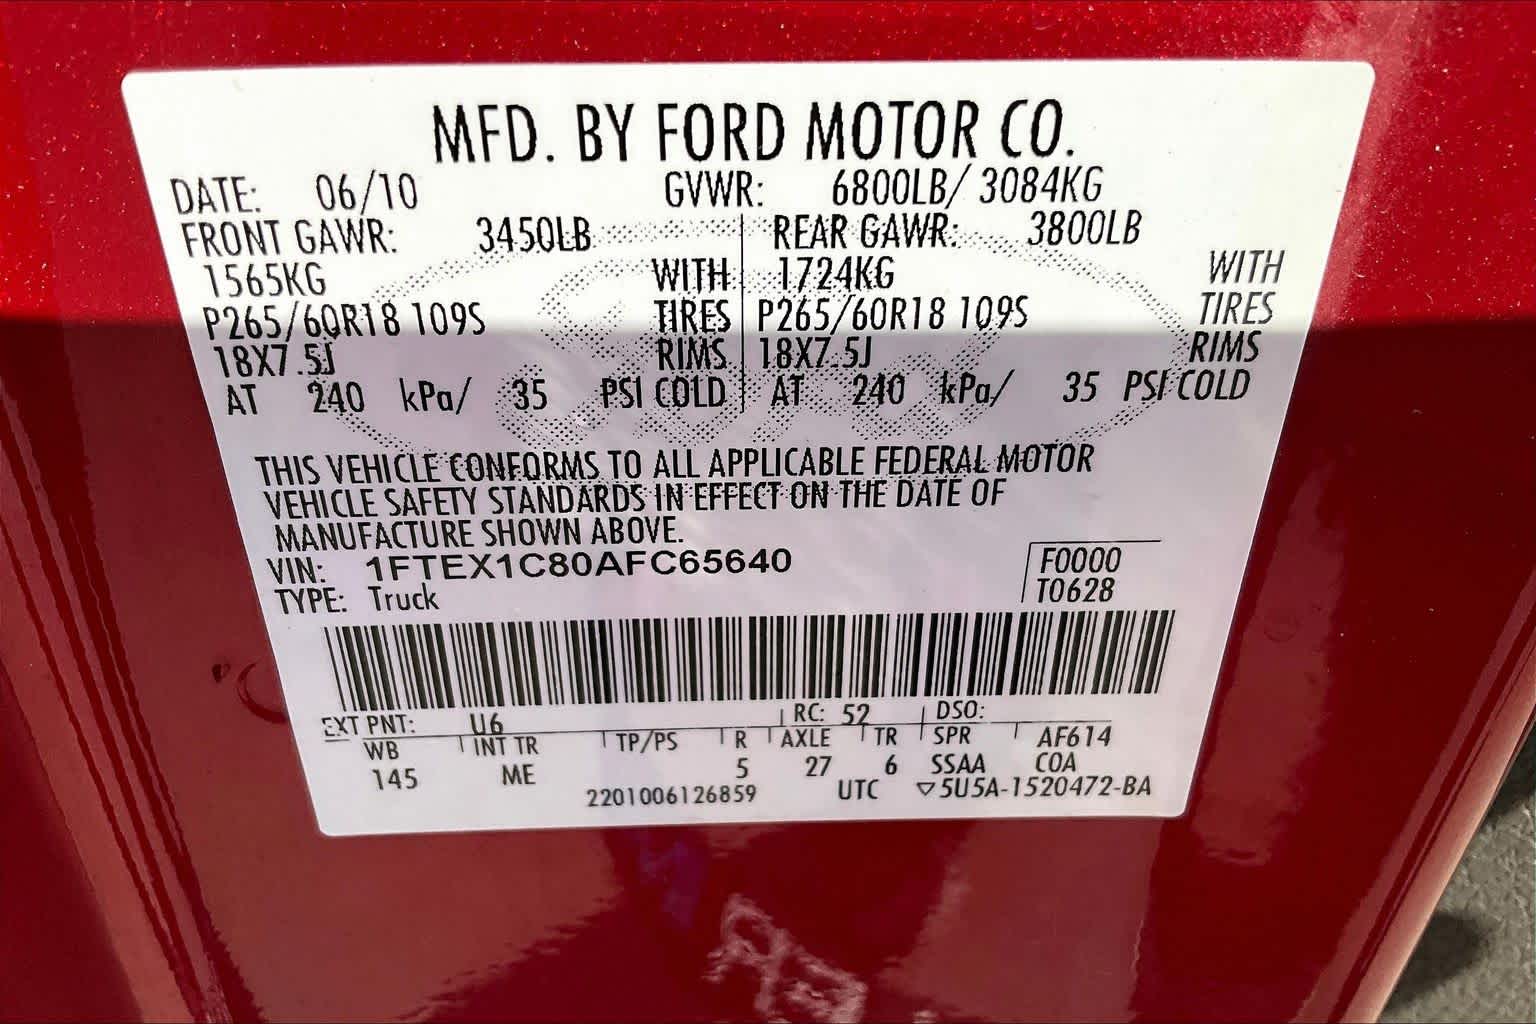 MFD. BY FORD MOTOR CO.
DATE: 06/10 GVWR: 6800LB/ 3084KG
FRONT GAWR: 3450LB REAR GAWR: 3800LB
1565KG WITH 1724KG WITH
P265/60R18 109S TIRES P265/60R18 109S TIRES
18X7.5J RIMS 18X7.5J RIMS
AT 240 kPa/ 35 PSI COLD AT 240 kPa/ 35 PSI COLD
THIS VEHICLE CONFORMS TO ALL APPLICABLE FEDERAL MOTOR
VEHICLE SAFETY STANDARDS IN EFFECT ON THE DATE OF
MANUFACTURE SHOWN ABOVE.
VIN: 1FTEX1C80AFC65640 F0000
TYPE: Truck T0628
EXT PNT: U6 RC: 52 DSO:
WB INT TR TP/PS R AXLE TR SPR AF614
145 ME 5 27 6 SSAA COA
2201006126859 UTC ▽5U5A-1520472-BA